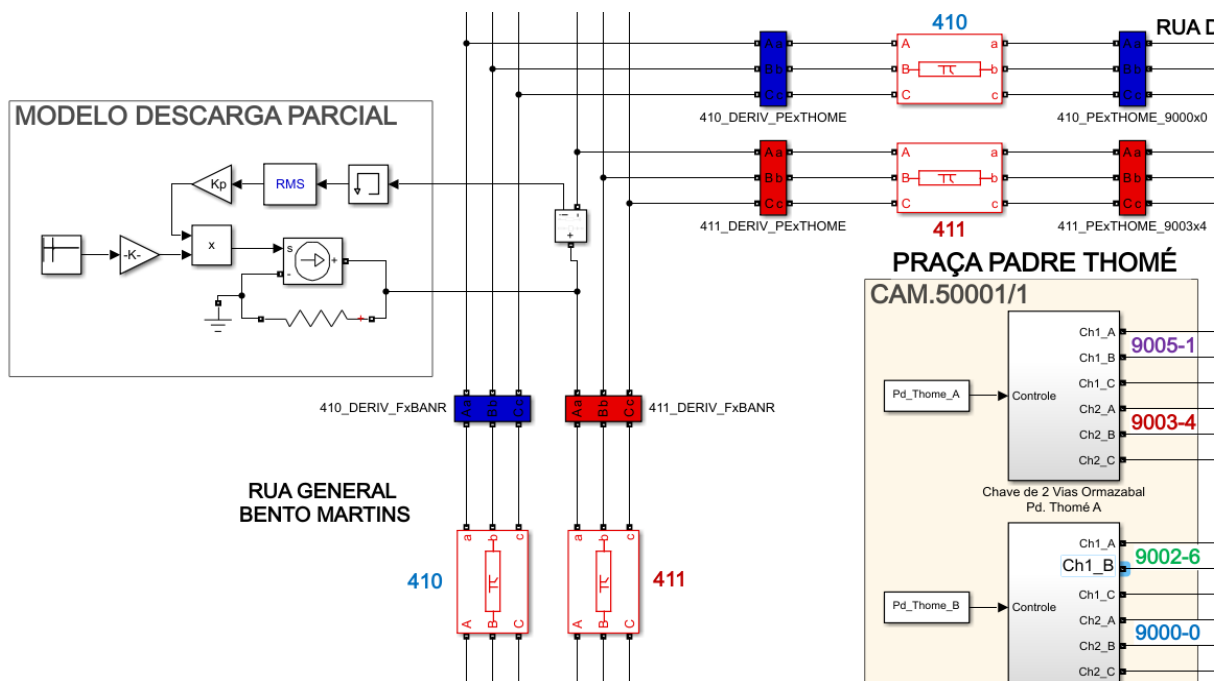 410
RUA D
A a
B b
C c
A
B
C
a
b
c
A a
B b
C c
410_DERIV_PExTHOME
410_PExTHOME_9000x0
MODELO DESCARGA PARCIAL
Kp
RMS
A a
B b
C c
A
B
C
a
b
c
A a
B b
C c
411_DERIV_PExTHOME
411
411_PExTHOME_9003x4
-K-
x
s
-
+
-
+
PRAÇA PADRE THOMÉ
CAM.50001/1
Pd_Thome_A
Controle
Ch1_A
9005-1
Ch1_B
Ch1_C
Ch2_A
9003-4
Ch2_B
Ch2_C
Chave de 2 Vias Ormazabal
Pd. Thomé A
410_DERIV_FxBANR
A a
B b
C c
411_DERIV_FxBANR
A a
B b
C c
RUA GENERAL
BENTO MARTINS
410
a
b
c
A
B
C
411
a
b
c
A
B
C
Pd_Thome_B
Controle
Ch1_A
9002-6
Ch1_B
Ch1_C
Ch2_A
9000-0
Ch2_B
Ch2_C